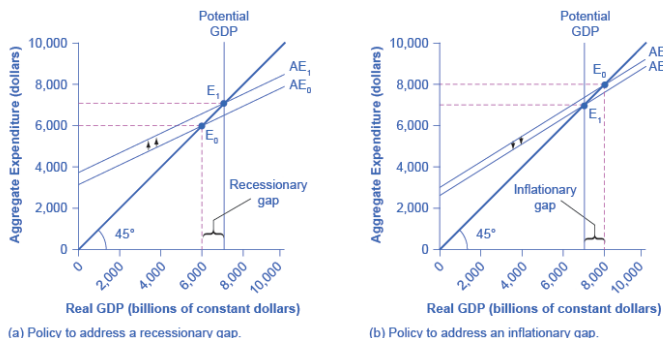 Potential
GDP
Aggregate Expenditure (dollars)
10,000
8,000
6,000
4,000
2,000
0
AE1
AE0
E1
E0
Recessionary
gap
45°
0
2,000
4,000
6,000
8,000
10,000
Real GDP (billions of constant dollars)
(a) Policy to address a recessionary gap.
Potential
GDP
Aggregate Expenditure (dollars)
10,000
8,000
6,000
4,000
2,000
0
AE
AE
E0
E1
Inflationary
gap
45°
0
2,000
4,000
6,000
7,000
8,000
10,000
Real GDP (billions of constant dollars)
(b) Policy to address an inflationary gap.